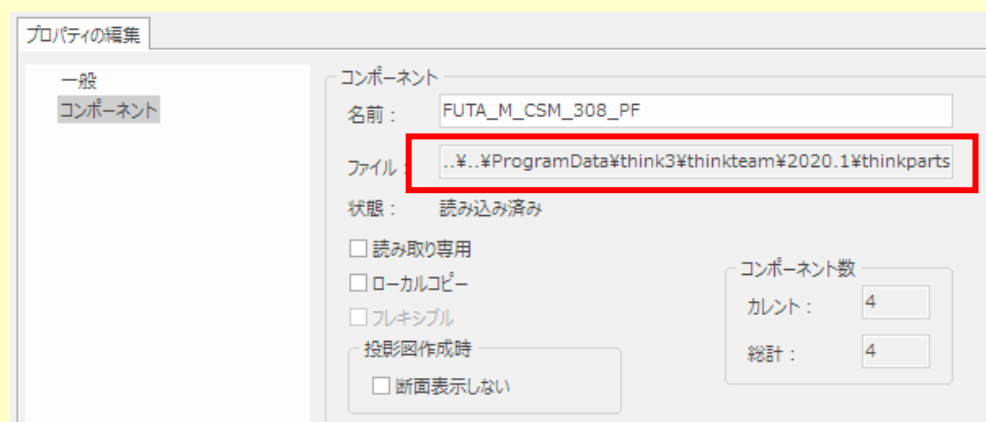 プロパティの編集
一般
コンポーネント
コンポーネント
名前： FUTA_M_CSM_308_PF
ファイル： ..¥..¥ProgramData¥think3¥thinkteam¥2020.1¥thinkparts
状態： 読み込み済み
読み取り専用
ローカルコピー
フレキシブル
投影図作成時
断面表示しない
コンポーネント数
カレント： 4
総計： 4